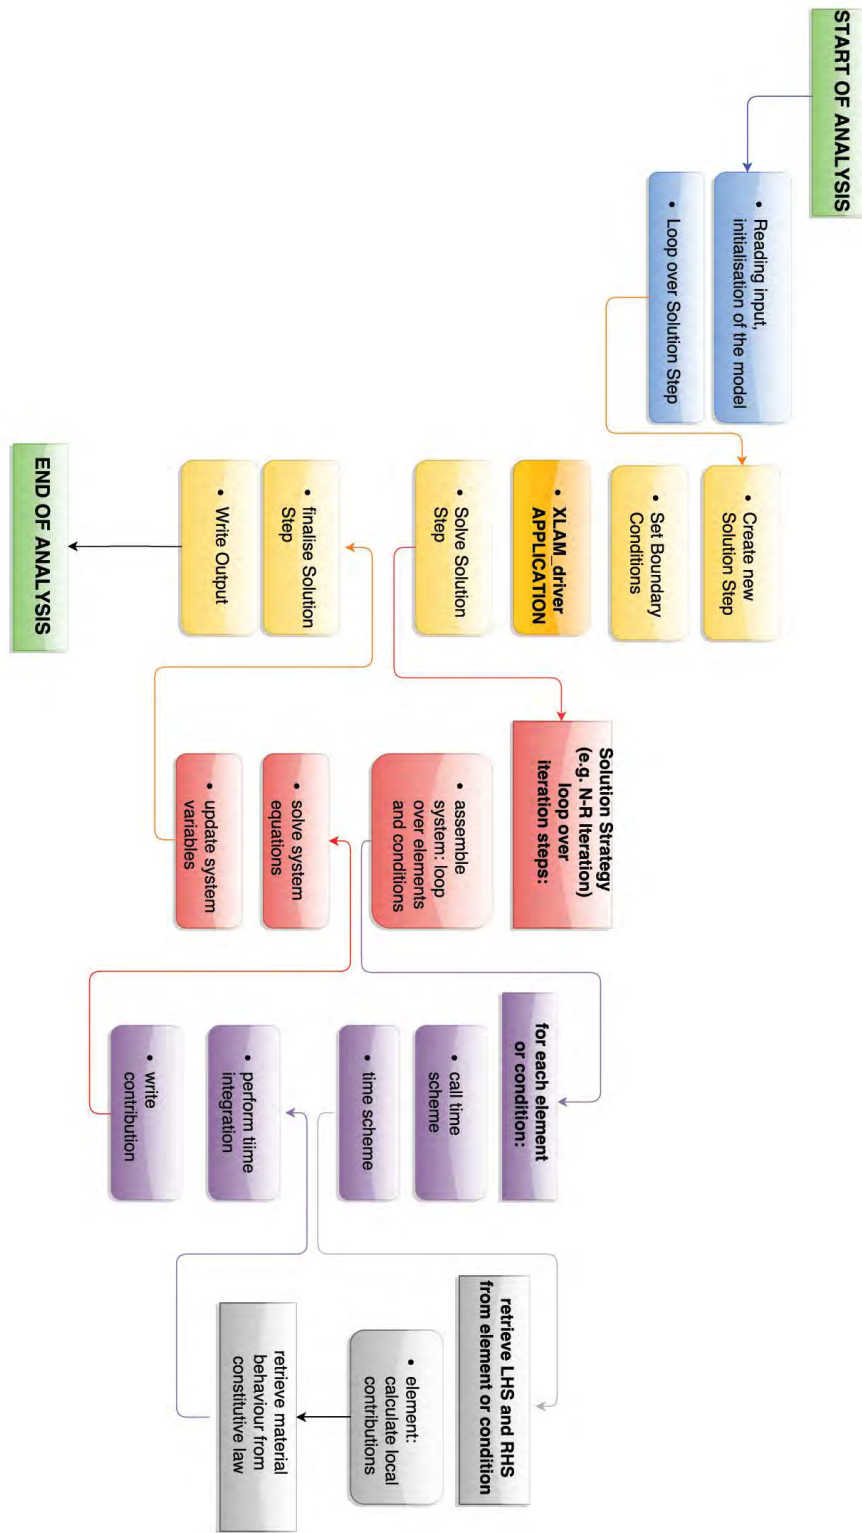 START OF ANALYSIS
• Reading input,
initialisation of the model
• Loop over Solution Step
• Create new
Solution Step
• Set Boundary
Conditions
• XLAM_driver
APPLICATION
• Solve Solution
Step
• finalise Solution
Step
• Write Output
END OF ANALYSIS
Solution Strategy
(e.g. N-R Iteration)
loop over
iteration steps:
• assemble
system: loop
over elements
and conditions
• solve system
equations
• update system
variables
for each element
or condition:
• call time
scheme
• time scheme
• perform tiime
integration
• write
contribution
retrieve LHS and RHS
from element or condition
• element:
calculate local
contributions
retrieve material
behaviour from
constitutive law